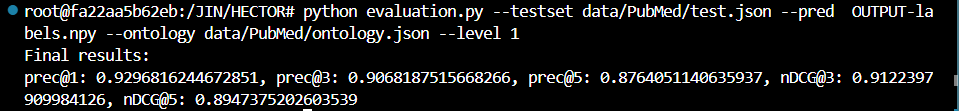 root@fa22aa5b62eb:/JIN/HECTOR# python evaluation.py --testset data/PubMed/test.json --pred  OUTPUT-la
bels.npy --ontology data/PubMed/ontology.json --level 1
Final results:
prec@1: 0.9296816244672851, prec@3: 0.9068187515668266, prec@5: 0.8764051140635937, nDCG@3: 0.9122397
909984126, nDCG@5: 0.8947375202603539